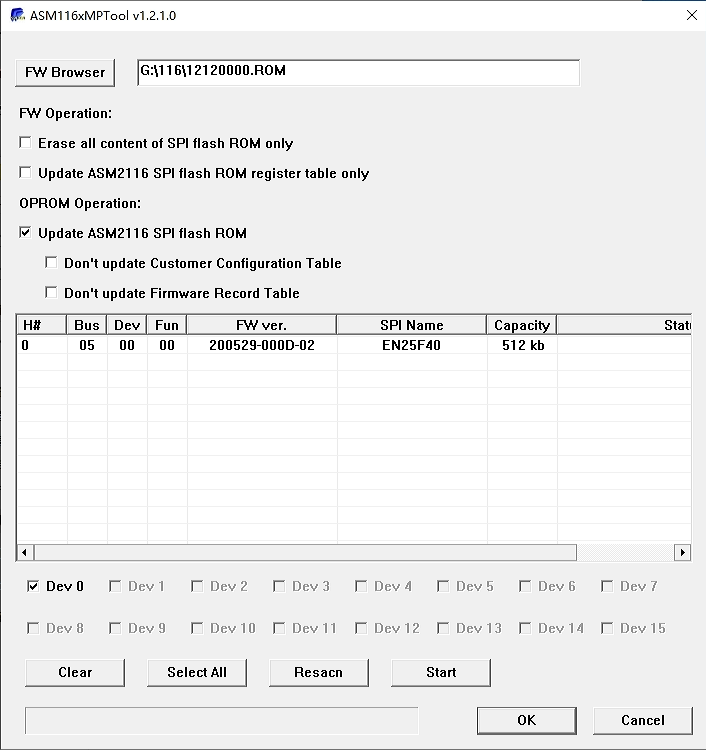 ASM116xMPTool v1.2.1.0
FW Browser G:\116\12120000.ROM
FW Operation:
Erase all content of SPI flash ROM only
Update ASM2116 SPI flash ROM register table only
OPROM Operation:
Update ASM2116 SPI flash ROM
Don't update Customer Configuration Table
Don't update Firmware Record Table
H# Bus Dev Fun FW ver. SPI Name Capacity Statu
0 05 00 00 200529-000D-02 EN25F40 512 kb
Dev 0 Dev 1 Dev 2 Dev 3 Dev 4 Dev 5 Dev 6 Dev 7
Dev 8 Dev 9 Dev 10 Dev 11 Dev 12 Dev 13 Dev 14 Dev 15
Clear Select All Resacn Start
OK Cancel